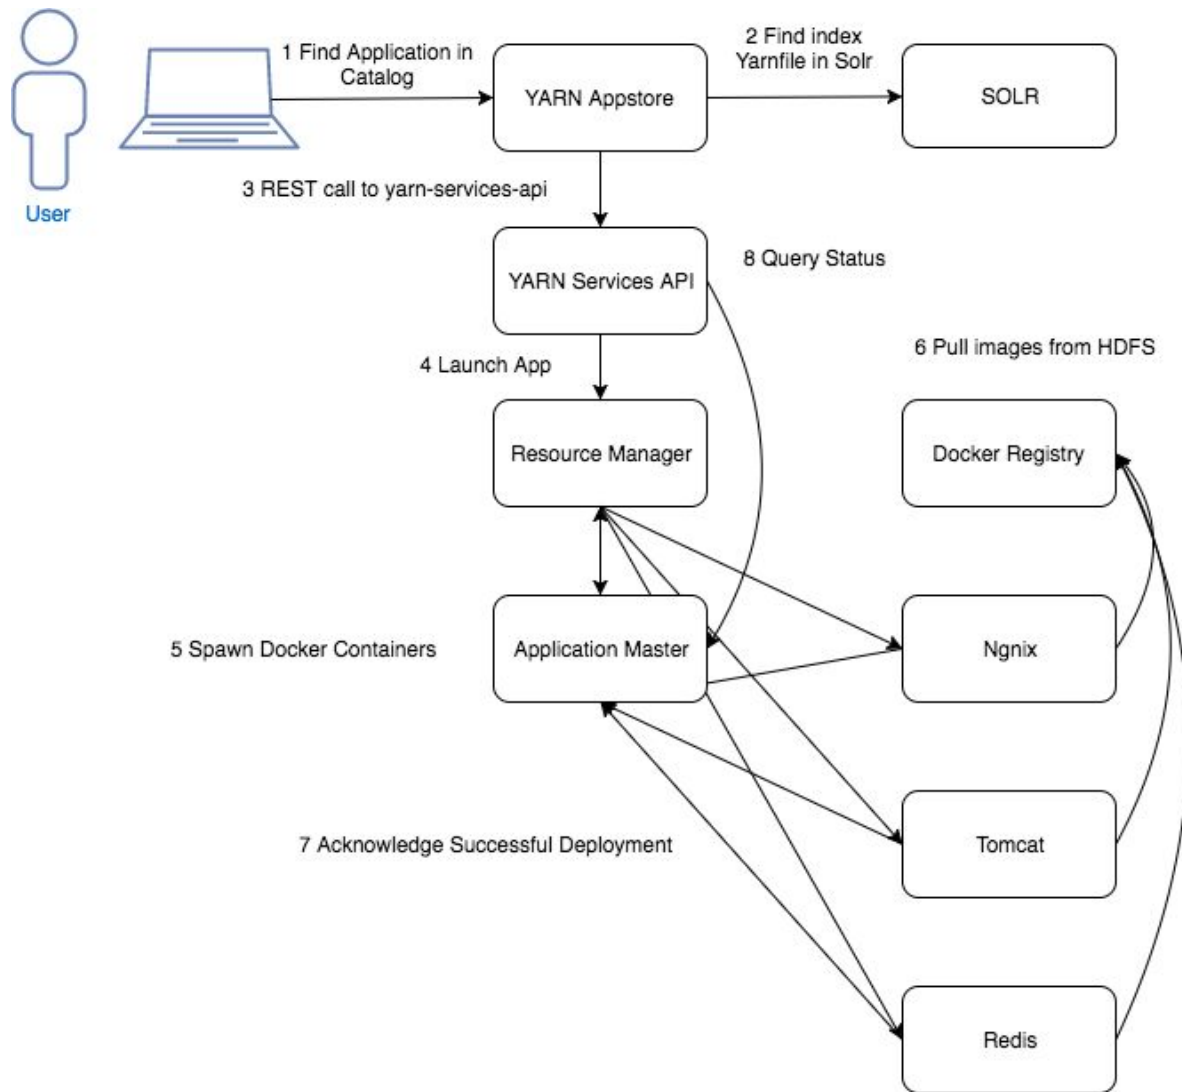 1 Find Application in
Catalog
2 Find index
Yarnfile in Solr
YARN Appstore
SOLR
3 REST call to yarn-services-api
User
YARN Services API
8 Query Status
4 Launch App
6 Pull images from HDFS
Resource Manager
Docker Registry
5 Spawn Docker Containers
Application Master
Ngnix
7 Acknowledge Successful Deployment
Tomcat
Redis